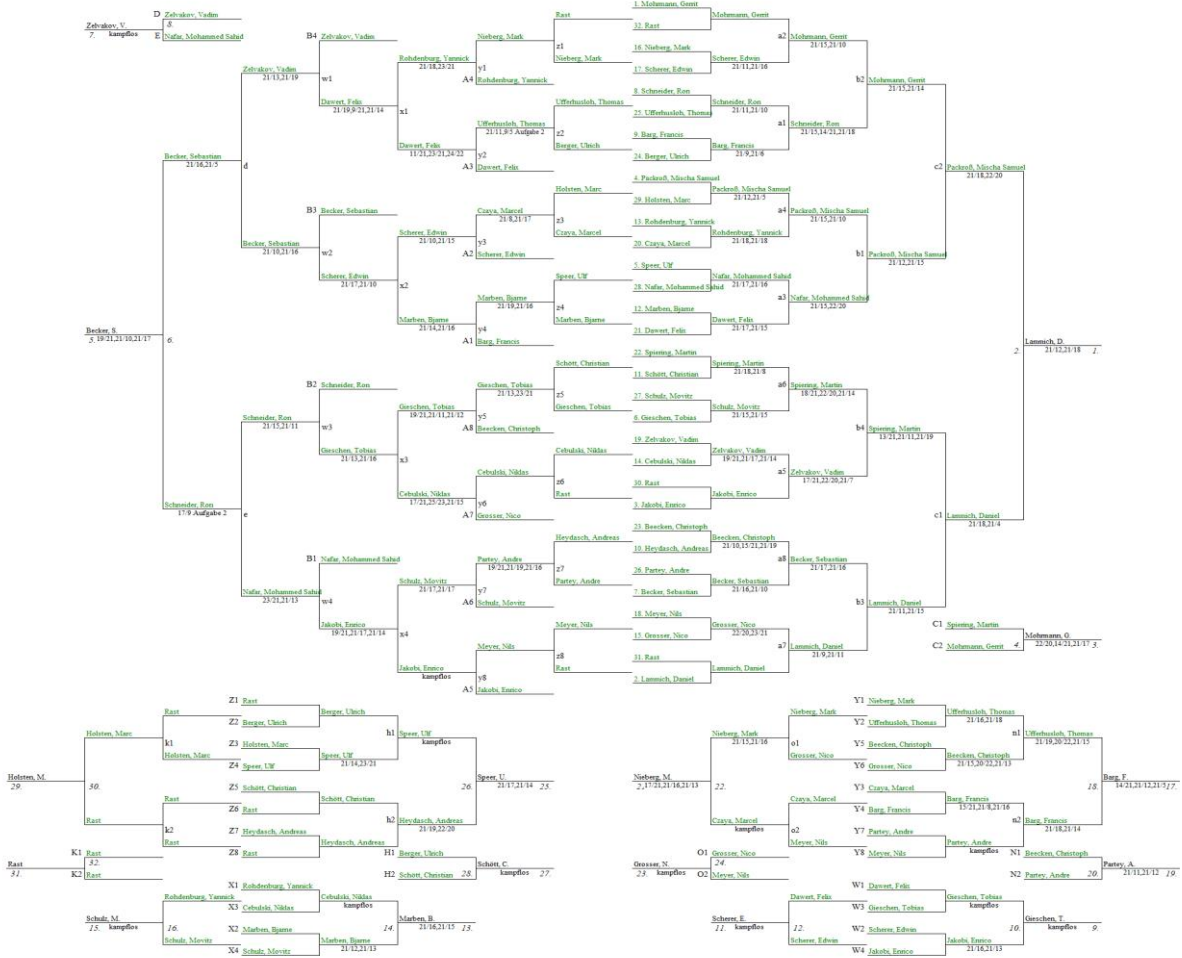 D Zelvakov, Vadim
Zelvakov, V. 8.
7. kampflos
E Nafar, Mohammed Sahid
B4 Zelvakov, Vadim
Zelvakov, Vadim
21/13,21/19
w1
Dawert, Felis
21/19,9/21,21/14
Becker, Sebastian
21/16,21/5
d
B3 Becker, Sebastian
Becker, Sebastian
21/10,21/16
w2
Scherer, Edwin
21/17,21/10
Becker, S.
5. 19/21,21/10,21/17
6.
B2 Schneider, Ron
Schneider, Ron
21/15,21/11
w3
Gieschen, Tobias
21/13,21/16
Schneider, Ron
17/9 Aufgabe 2
e
B1 Nafar, Mohammed Sahid
Nafar, Mohammed Sahid
23/21,21/13
w4
Jakobi, Enrico
19/21,21/17,21/14
Rohdenburg, Yannick
21/18,23/21
x1
Dawert, Felis
11/21,23/21,24/22
Scherer, Edwin
21/10,21/15
x2
Marben, Bjarne
21/14,21/16
Gieschen, Tobias
19/21,21/11,21/12
x3
Cebulski, Niklas
17/21,25/23,21/15
Schulz, Movitz
21/17,21/17
x4
Jakobi, Enrico
kampflos
Nieberg, Mark
y1
A4 Rohdenburg, Yannick
Ufferhusloh, Thomas
21/11,9:5 Aufgabe 2
y2
A3 Dawert, Felis
Czaya, Marcel
21/8,21/17
y3
A2 Scherer, Edwin
Marben, Bjarne
21/19,21/16
y4
A1 Barg, Francis
Gieschen, Tobias
21/13,23/21
y5
A8 Beecken, Christoph
Cebulski, Niklas
y6
A7 Grosser, Nico
Partey, Andre
19/21,21/19,21/16
y7
A6 Schulz, Movitz
Meyer, Nils
y8
A5 Jakobi, Enrico
Rast
z1
Nieberg, Mark
Ufferhusloh, Thomas
z2
Berger, Ulrich
Holsten, Marc
z3
Czaya, Marcel
Speer, Ulf
z4
Marben, Bjarne
Schött, Christian
z5
Gieschen, Tobias
Cebulski, Niklas
z6
Rast
Heydasch, Andreas
z7
Partey, Andre
Meyer, Nils
z8
Rast
1. Mohrmann, Gerrit
32. Rast
16. Nieberg, Mark
17. Scherer, Edwin
8. Schneider, Ron
25. Ufferhusloh, Thomas
9. Barg, Francis
24. Berger, Ulrich
4. Packroß, Mischa Samuel
29. Holsten, Marc
13. Rohdenburg, Yannick
20. Czaya, Marcel
5. Speer, Ulf
28. Nafar, Mohammed Sahid
12. Marben, Bjarne
21. Dawert, Felis
22. Spiering, Martin
11. Schött, Christian
27. Schulz, Movitz
6. Gieschen, Tobias
19. Zelvakov, Vadim
14. Cebulski, Niklas
30. Rast
3. Jakobi, Enrico
23. Beecken, Christoph
10. Heydasch, Andreas
26. Partey, Andre
7. Becker, Sebastian
18. Meyer, Nils
15. Grosser, Nico
31. Rast
2. Lammich, Daniel
Mohrmann, Gerrit
Scherer, Edwin
21/11,21/16
Schneider, Ron
21/11,21/10
Barg, Francis
21/9,21/6
Packroß, Mischa Samuel
21/12,21/5
Rohdenburg, Yannick
21/18,21/18
Nafar, Mohammed Sahid
21/17,21/16
Dawert, Felis
21/17,21/15
Spiering, Martin
21/18,21/8
Schulz, Movitz
21/15,21/15
Zelvakov, Vadim
19/21,21/17,21/14
Jakobi, Enrico
Beecken, Christoph
21/10,15/21,21/19
Becker, Sebastian
21/16,21/10
Grosser, Nico
22/20,23/21
Lammich, Daniel
a2 Mohrmann, Gerrit
21/15,21/10
a1 Schneider, Ron
21/15,14/21,21/18
a4 Packroß, Mischa Samuel
21/15,21/10
a3 Nafar, Mohammed Sahid
21/15,22/20
a6 Spiering, Martin
18/21,22/20,21/14
a5 Zelvakov, Vadim
17/21,22/20,21/7
a8 Becker, Sebastian
21/17,21/16
a7 Lammich, Daniel
21/9,21/11
b2 Mohrmann, Gerrit
21/15,21/14
b1 Packroß, Mischa Samuel
21/12,21/15
b4 Spiering, Martin
13/21,21/11,21/19
b3 Lammich, Daniel
21/11,21/15
c2 Packroß, Mischa Samuel
21/18,22/20
c1 Lammich, Daniel
21/18,21/4
2. Lammich, D.
21/12,21/18 1.
C1 Spiering, Martin
4. Mohrmann, G.
22/20,14/21,21/17 3.
C2 Mohrmann, Gerrit
Holsten, M.
29.
Holsten, Marc
30.
Rast
Rast
k1
Holsten, Marc
Rast
k2
Rast
Z1 Rast
Z2 Berger, Ulrich
Z3 Holsten, Marc
Z4 Speer, Ulf
Z5 Schött, Christian
Z6 Rast
Z7 Heydasch, Andreas
Z8 Rast
Berger, Ulrich
Speer, Ulf
21/14,23/21
Schött, Christian
Heydasch, Andreas
h1 Speer, Ulf
kampflos
h2 Heydasch, Andreas
21/19,22/20
26. Speer, U.
21/17,21/14 25.
Rast
31.
K1 Rast
32.
K2 Rast
H1 Berger, Ulrich
28. Schött, C.
kampflos 27.
H2 Schött, Christian
Schulz, M.
15. kampflos
Rohdenburg, Yannick
16.
Schulz, Movitz
X1 Rohdenburg, Yannick
X3 Cebulski, Niklas
X2 Marben, Bjarne
X4 Schulz, Movitz
Cebulski, Niklas
kampflos
Marben, Bjarne
21/12,21/13
14. Marben, B.
21/16,21/15 13.
Nieberg, M.
2,17/21,21/16,21/13
Nieberg, Mark
21/15,21/16
22.
Czaya, Marcel
kampflos
Nieberg, Mark
o1
Grosser, Nico
Czaya, Marcel
o2
Meyer, Nils
Y1 Nieberg, Mark
Y2 Ufferhusloh, Thomas
Y5 Beecken, Christoph
Y6 Grosser, Nico
Y3 Czaya, Marcel
Y4 Barg, Francis
Y7 Partey, Andre
Y8 Meyer, Nils
Ufferhusloh, Thomas
21/16,21/18
Beecken, Christoph
21/15,20/22,21/13
Barg, Francis
15/21,21/8,21/16
Partey, Andre
kampflos
n1 Ufferhusloh, Thomas
21/19,20/22,21/15
n2 Barg, Francis
21/18,21/14
18. Barg, F.
14/21,21/12,21/5 17.
Grosser, N.
23. kampflos
O1 Grosser, Nico
24.
O2 Meyer, Nils
N1 Beecken, Christoph
20. Partey, A.
21/11,21/12 19.
N2 Partey, Andre
Scherer, E.
11. kampflos
Dawert, Felis
12.
Scherer, Edwin
W1 Dawert, Felis
W3 Gieschen, Tobias
W2 Scherer, Edwin
W4 Jakobi, Enrico
Gieschen, Tobias
kampflos
Jakobi, Enrico
21/16,21/13
10. Gieschen, T.
kampflos 9.